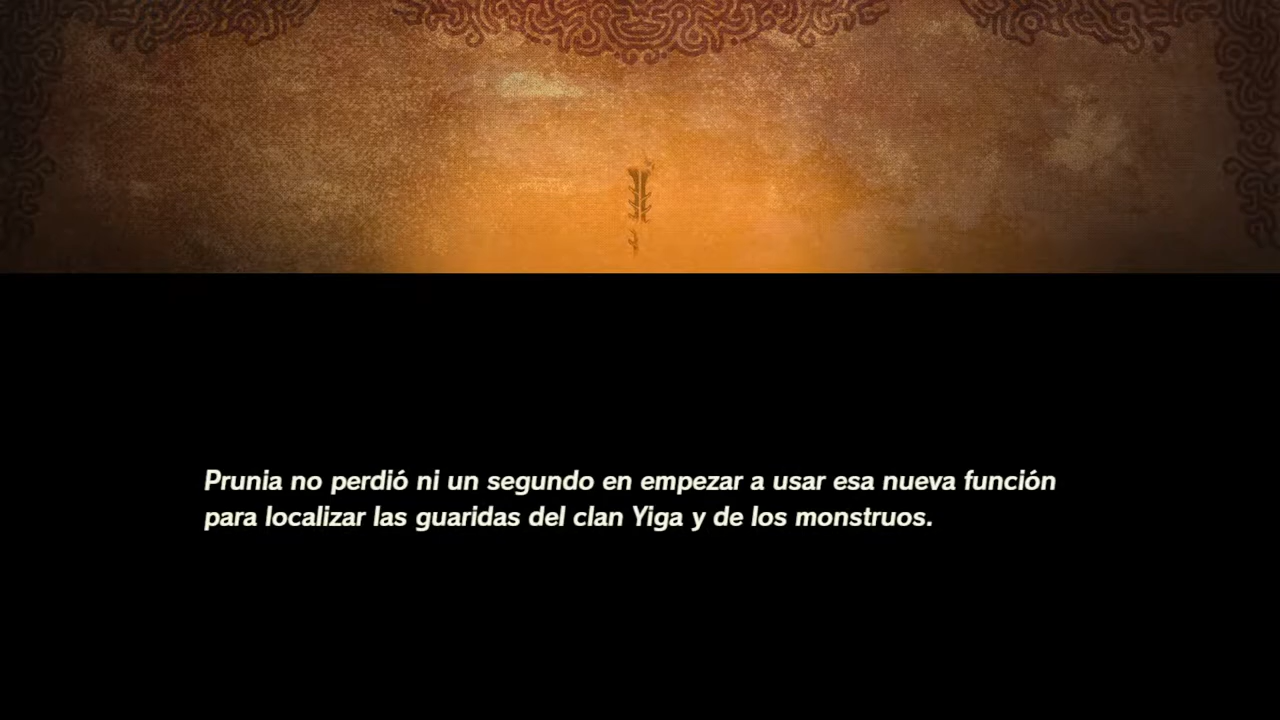 Prunia no perdió ni un segundo en empezar a usar esa nueva función
para localizar las guaridas del clan Yiga y de los monstruos.